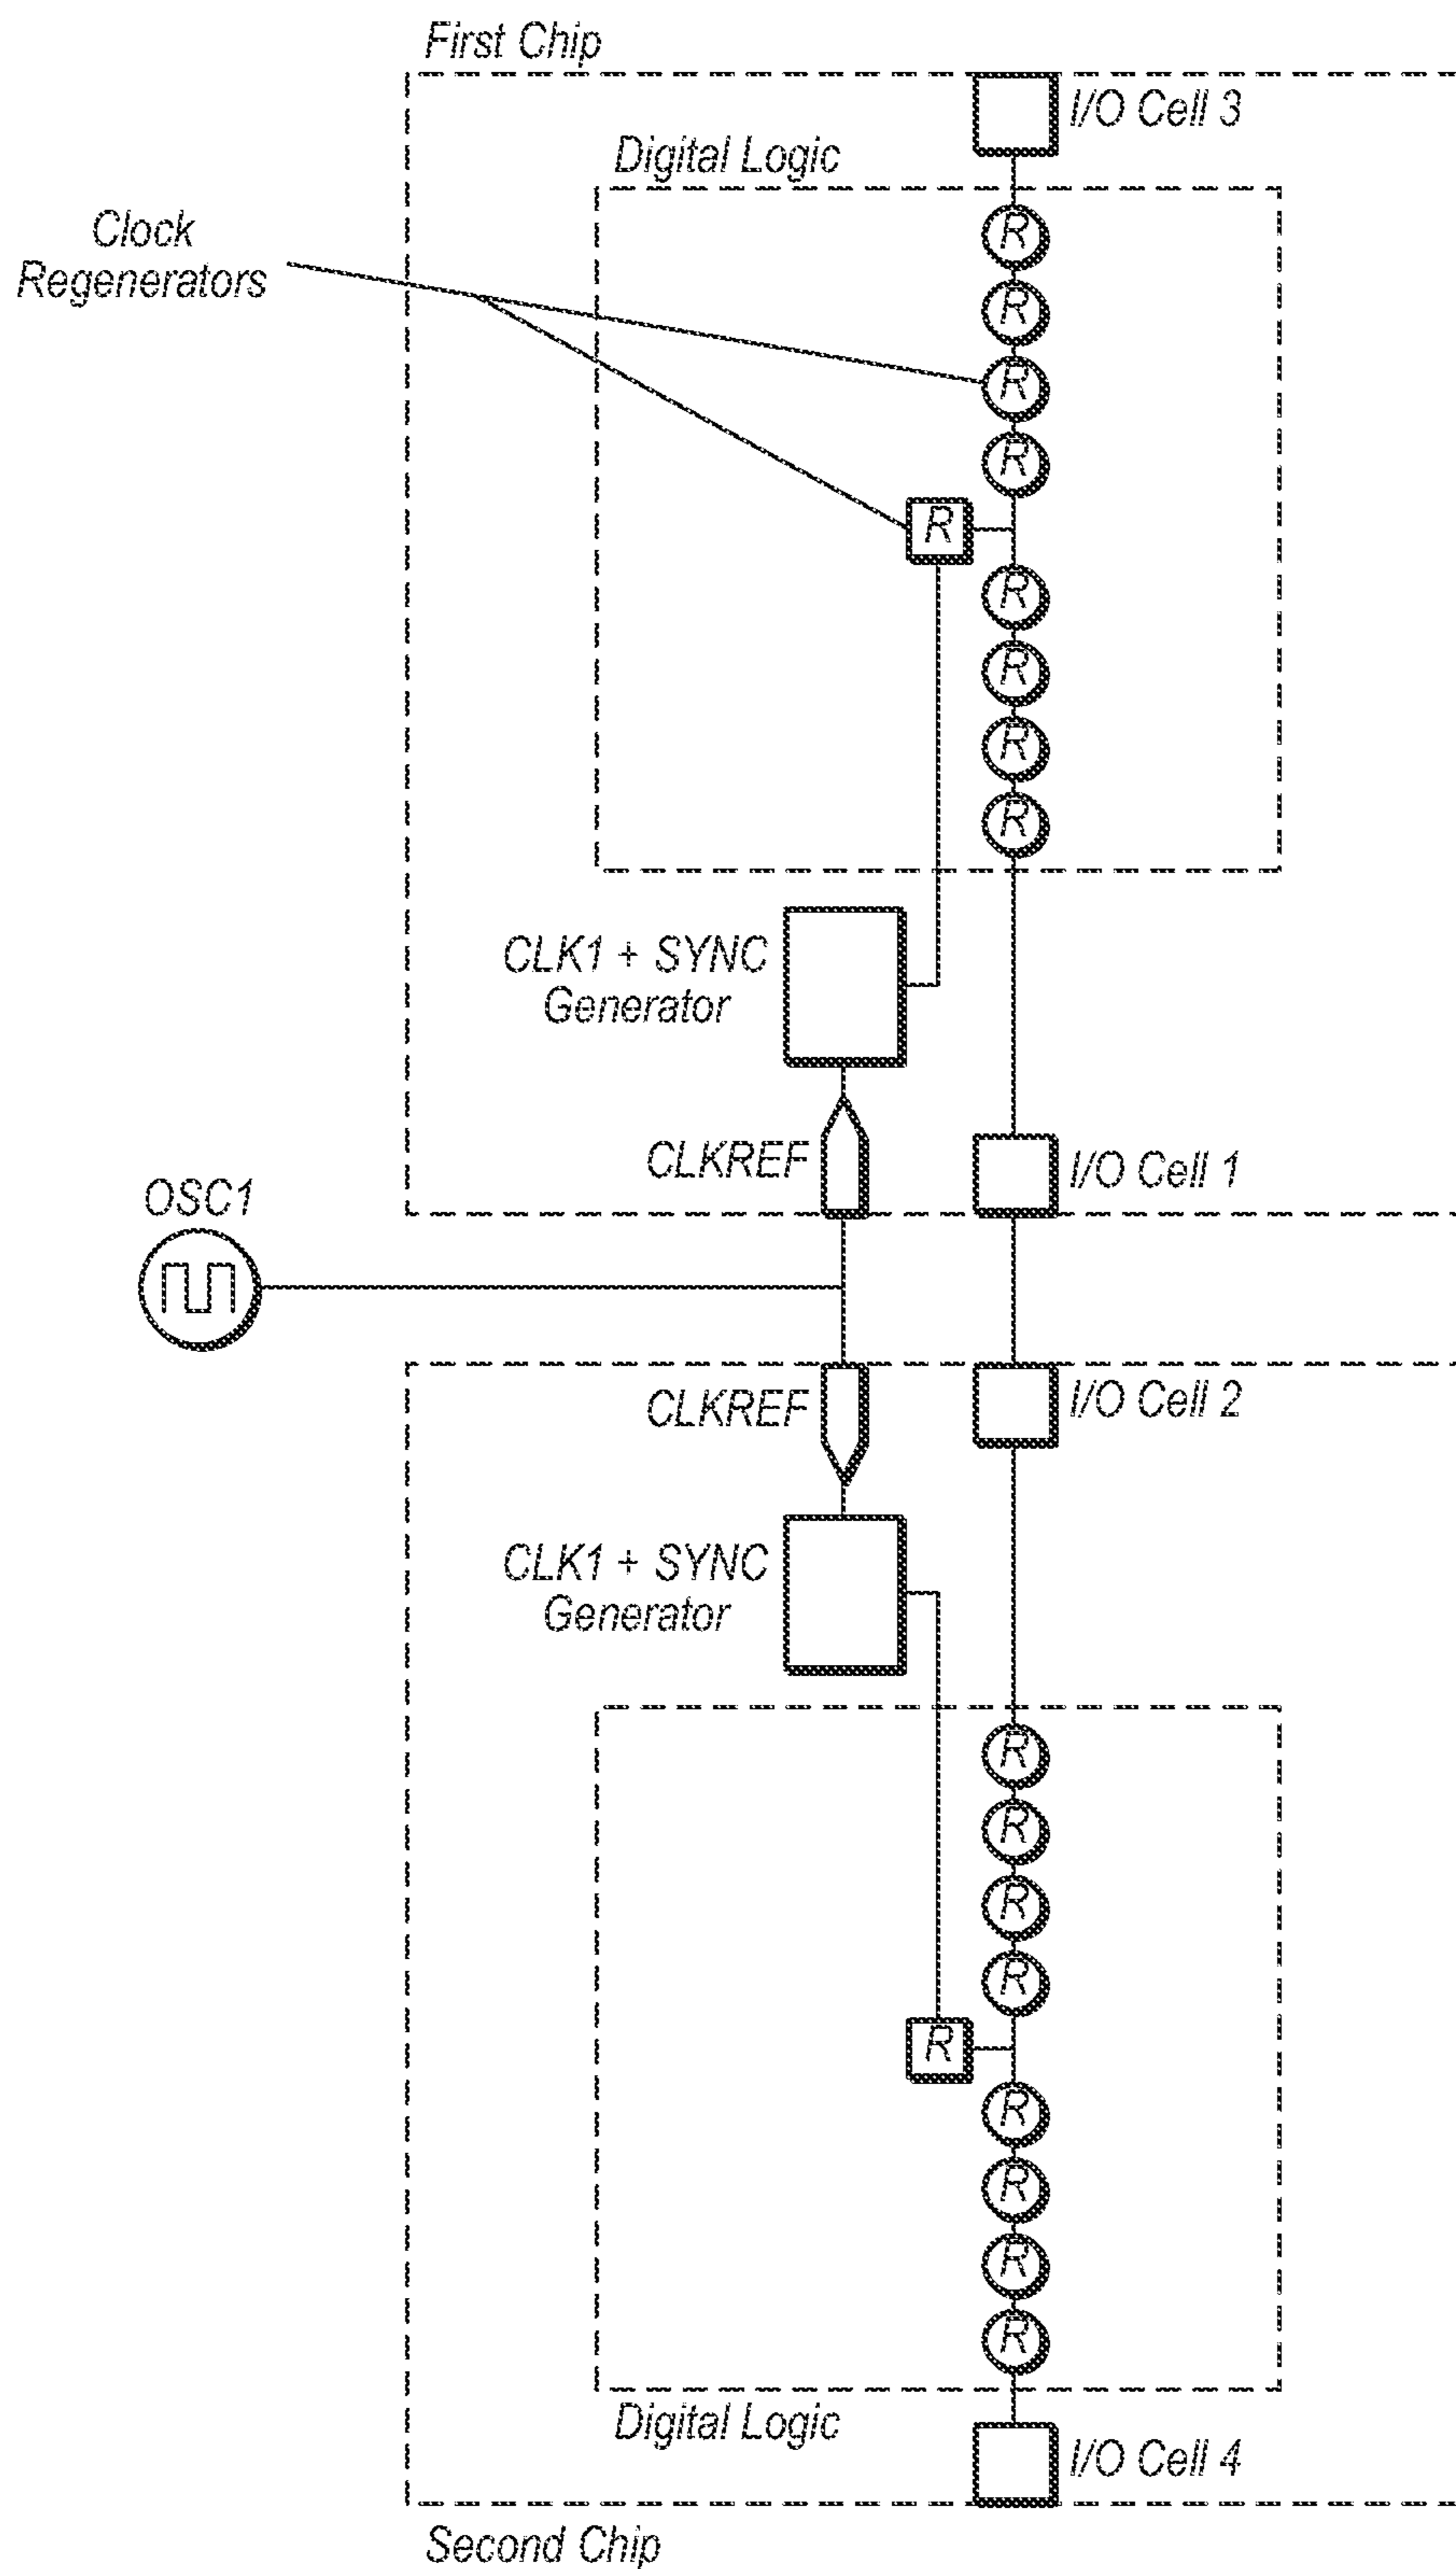 First Chip
I/O Cell 3
Digital Logic
Clock
Regenerators
R
R
R
R
R
R
R
R
R
CLK1 + SYNC
Generator
CLKREF
I/O Cell 1
OSC1
CLKREF
I/O Cell 2
CLK1 + SYNC
Generator
R
R
R
R
R
R
R
R
R
Digital Logic
I/O Cell 4
Second Chip